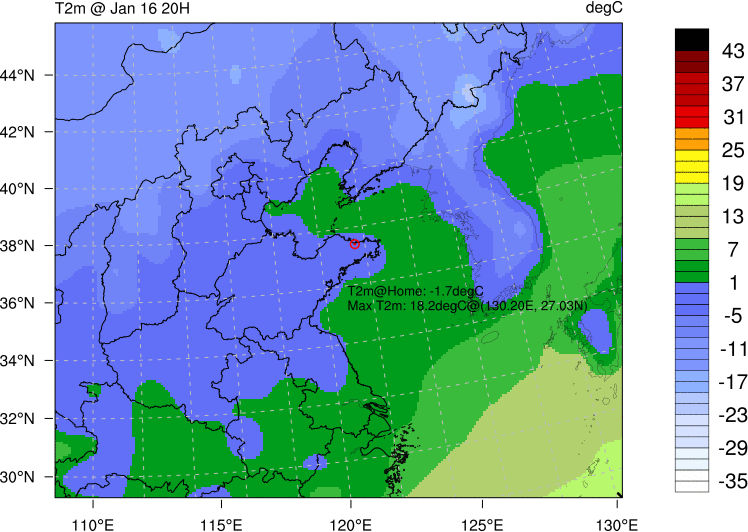 T2m @ Jan 16 20H
degC
43
37
31
25
19
13
7
1
-5
-11
-17
-23
-29
-35
44°N
42°N
40°N
38°N
36°N
34°N
32°N
30°N
T2m@Home: -1.7degC
Max T2m: 18.2degC@(130.20E, 27.03N)
110°E
115°E
120°E
125°E
130°E